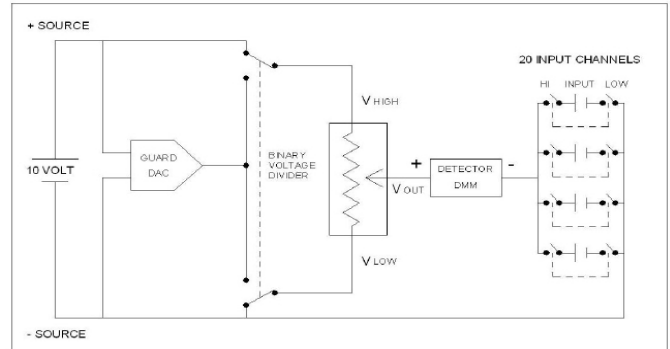 + SOURCE
20 INPUT CHANNELS
HI INPUT LOW
V HIGH
GUARD
DAC
BINARY
VOLTAGE
DIVIDER
10 VOLT
+
-
DETECTOR
DMM
V OUT
V LOW
- SOURCE